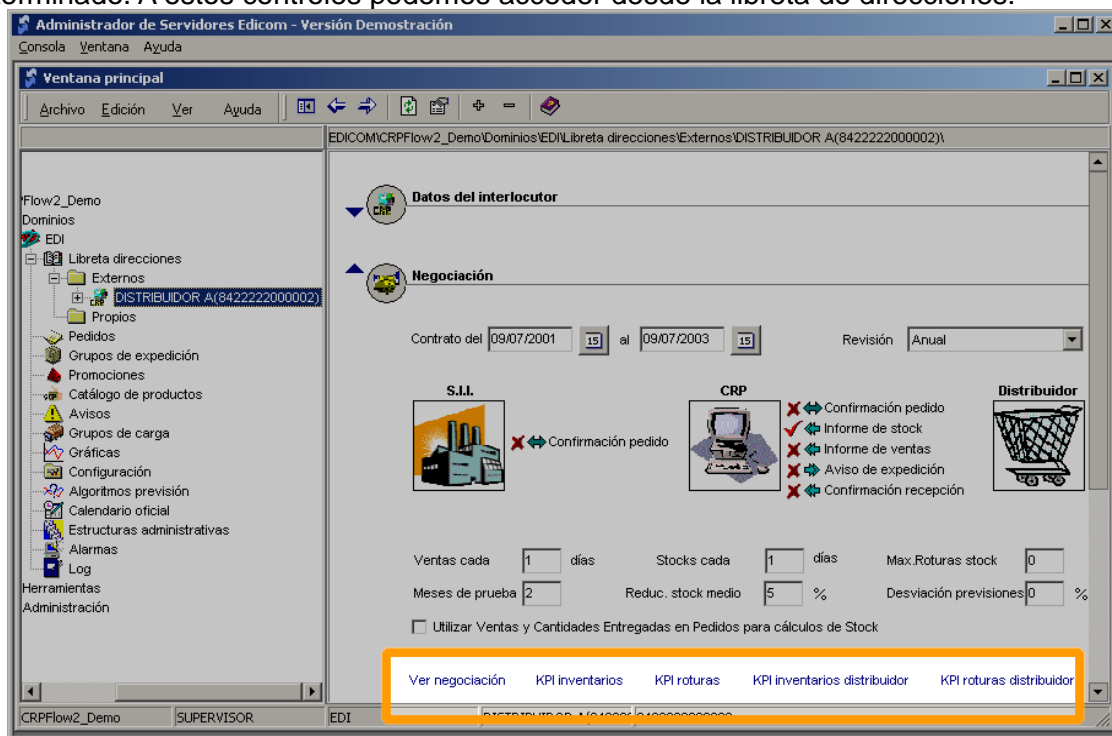 terminado. A estos controles podemos acceder desde la libreta de direcciones.
Administrador de Servidores Edicom - Versión Demostración
Consola Ventana Ayuda
Ventana principal
Archivo Edición Ver Ayuda
EDICOM\CRPFlow2_Demo\Dominios\EDI\Libreta direcciones\Externos\DISTRIBUIDOR A(8422222000002)\
Flow2_Demo
Dominios
EDI
Libreta direcciones
Externos
CRP DISTRIBUIDOR A(8422222000002)
Propios
Pedidos
Grupos de expedición
Promociones
Catálogo de productos
Avisos
Grupos de carga
Gráficas
Configuración
Algoritmos previsión
Calendario oficial
Estructuras administrativas
Alarmas
Log
Herramientas
Administración
CRP Datos del interlocutor
Negociación
Contrato del 09/07/2001 15 al 09/07/2003 15 Revisión Anual
S.I.I. CRP Distribuidor
Confirmación pedido
Confirmación pedido
Informe de stock
Informe de ventas
Aviso de expedición
Confirmación recepción
Ventas cada 1 días Stocks cada 1 días Max.Roturas stock 0
Meses de prueba 2 Reduc. stock medio 5 % Desviación previsiones 0 %
Utilizar Ventas y Cantidades Entregadas en Pedidos para cálculos de Stock
Ver negociación KPI inventarios KPI roturas KPI inventarios distribuidor KPI roturas distribuidor
CRPFlow2_Demo SUPERVISOR EDI